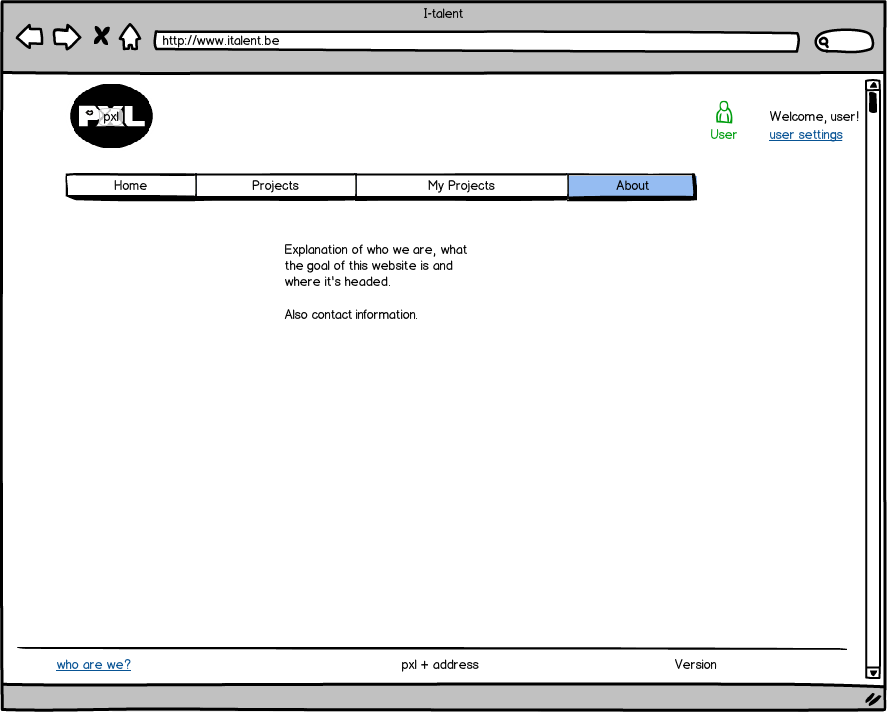 I-talent
http://www.italent.be
PXL
pxl
User
Welcome, user!
user settings
Home
Projects
My Projects
About
Explanation of who we are, what
the goal of this website is and
where it's headed.
Also contact information.
who are we?
pxl + address
Version